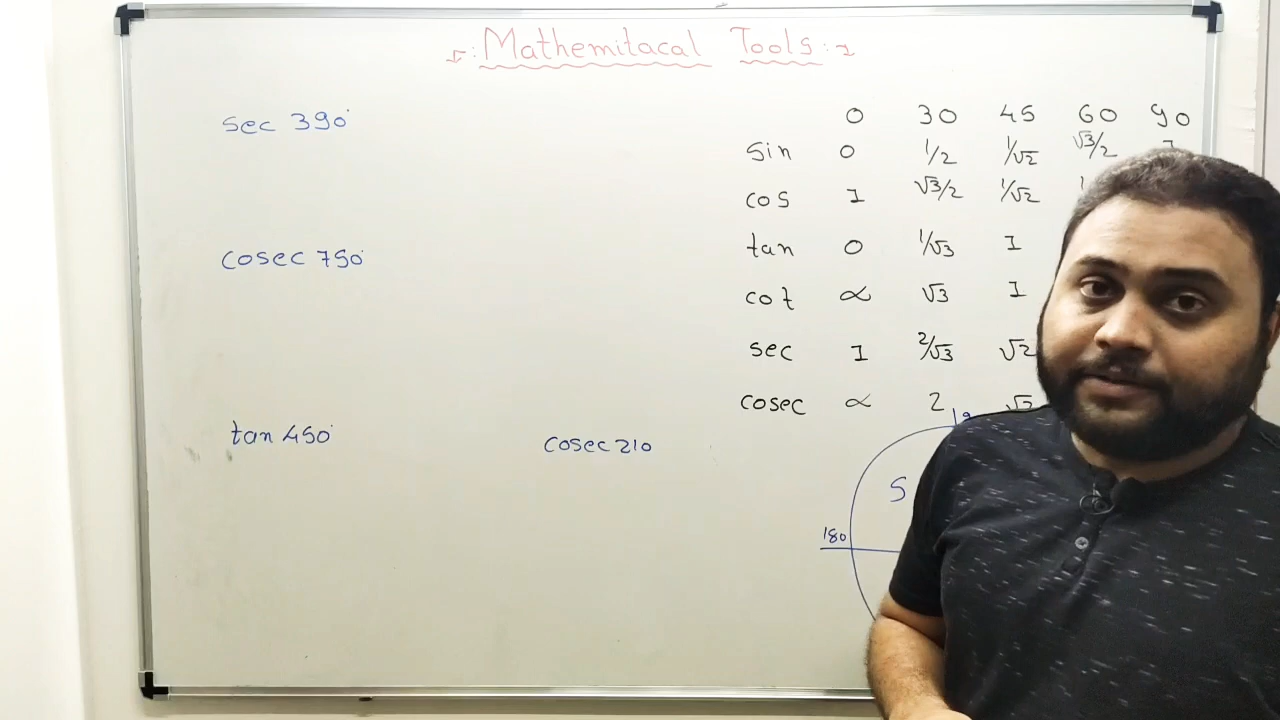 :Mathemitacal Tools:
sec 390°
cosec 750°
tan 450°
cosec 210
0 30 45 60 90
sin 0 1/2 1/√2 √3/2
cos 1 √3/2 1/√2
tan 0 1/√3 1
cot ∝ √3 1
sec 1 2/√3 √2
cosec ∝ 2 √2
S
180